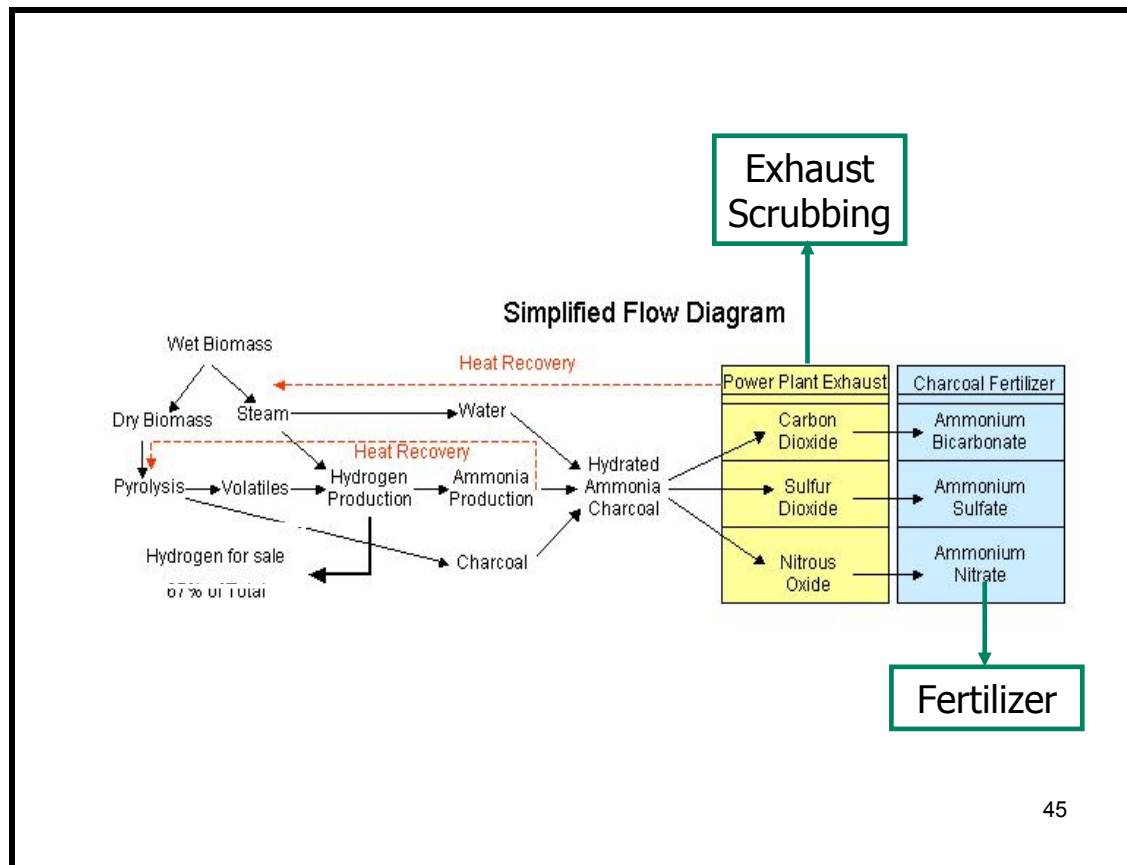 Exhaust
Scrubbing
Simplified Flow Diagram
Wet Biomass
Heat Recovery
Power Plant Exhaust
Charcoal Fertilizer
Dry Biomass
Steam
Water
Carbon
Dioxide
Ammonium
Bicarbonate
Heat Recovery
Pyrolysis
Volatiles
Hydrogen
Production
Ammonia
Production
Hydrated
Ammonia
Charcoal
Sulfur
Dioxide
Ammonium
Sulfate
Hydrogen for sale
of Total
Charcoal
Nitrous
Oxide
Ammonium
Nitrate
Fertilizer
45